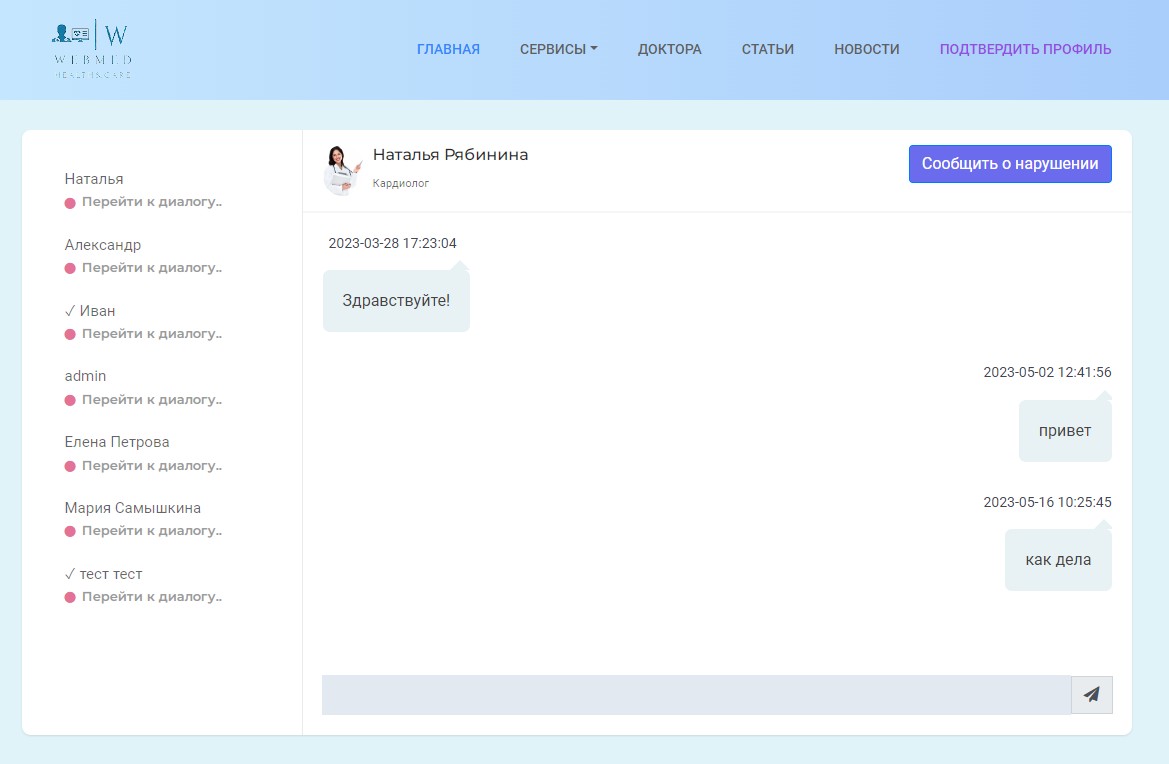 W
WEBMED
HEALTHCARE
ГЛАВНАЯ
СЕРВИСЫ
ДОКТОРА
СТАТЬИ
НОВОСТИ
ПОДТВЕРДИТЬ ПРОФИЛЬ
Наталья
Перейти к диалогу..
Александр
Перейти к диалогу..
✓ Иван
Перейти к диалогу..
admin
Перейти к диалогу..
Елена Петрова
Перейти к диалогу..
Мария Самышкина
Перейти к диалогу..
✓ тест тест
Перейти к диалогу..
Наталья Рябинина
Кардиолог
Сообщить о нарушении
2023-03-28 17:23:04
Здравствуйте!
2023-05-02 12:41:56
привет
2023-05-16 10:25:45
как дела